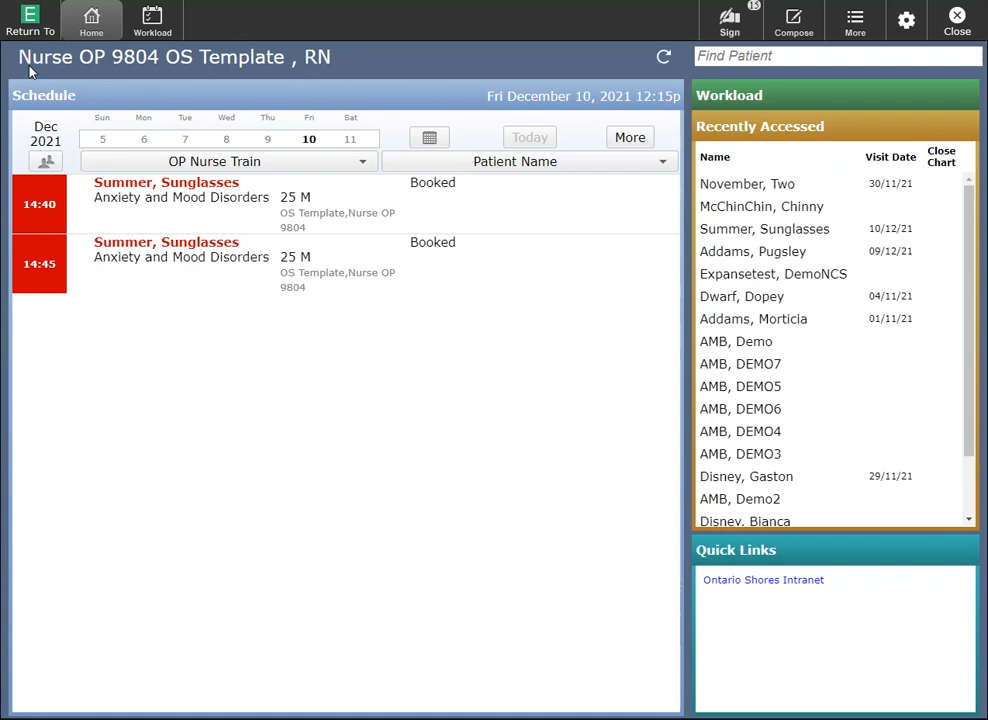 E
Return To
Home
Workload
15
Sign
Compose
More
Close
Nurse OP 9804 OS Template , RN
Find Patient
Schedule
Fri December 10, 2021 12:15p
Dec
2021
Sun Mon Tue Wed Thu Fri Sat
5 6 7 8 9 10 11
Today
More
OP Nurse Train
Patient Name
14:40
Summer, Sunglasses
Booked
Anxiety and Mood Disorders
25 M
OS Template,Nurse OP
9804
14:45
Summer, Sunglasses
Booked
Anxiety and Mood Disorders
25 M
OS Template,Nurse OP
9804
Workload
Recently Accessed
Name
Visit Date
Close
Chart
November, Two 30/11/21
McChinChin, Chinny
Summer, Sunglasses 10/12/21
Addams, Pugsley 09/12/21
Expansetest, DemoNCS
Dwarf, Dopey 04/11/21
Addams, Morticia 01/11/21
AMB, Demo
AMB, DEMO7
AMB, DEMO5
AMB, DEMO6
AMB, DEMO4
AMB, DEMO3
Disney, Gaston 29/11/21
AMB, Demo2
Disney, Bianca
Quick Links
Ontario Shores Intranet